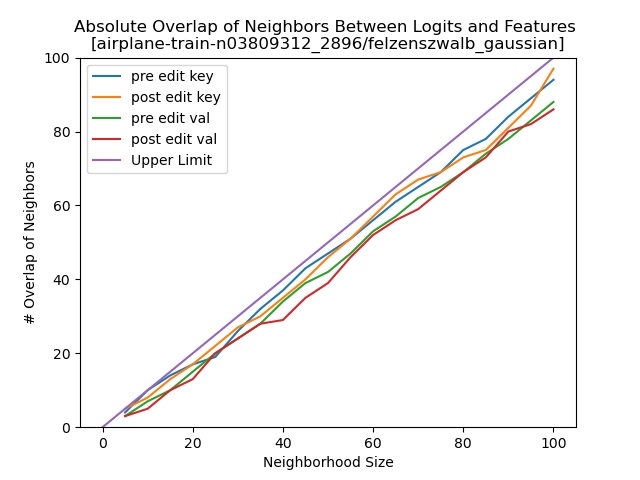 Absolute Overlap of Neighbors Between Logits and Features
[airplane-train-n03809312_2896/felzenszwalb_gaussian]
pre edit key
post edit key
pre edit val
post edit val
Upper Limit
# Overlap of Neighbors
100
80
60
40
20
0
0 20 40 60 80 100
Neighborhood Size